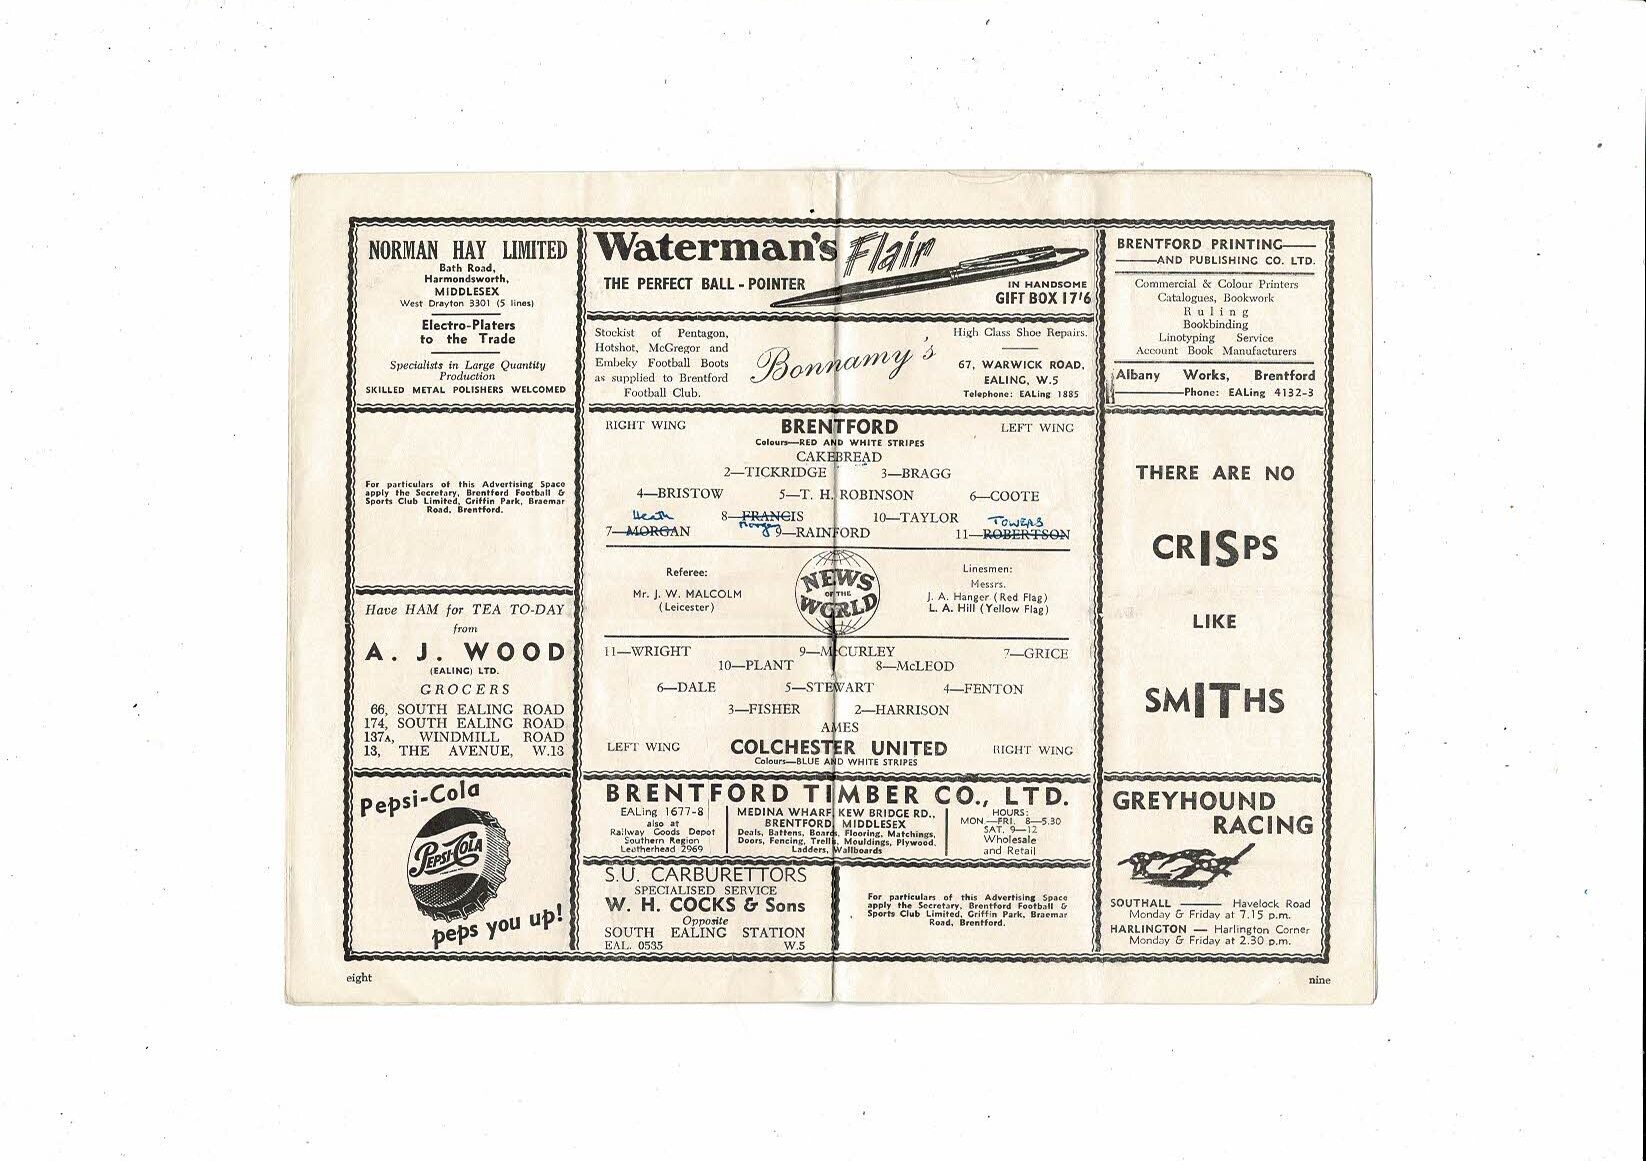 NORMAN HAY LIMITED
Bath Road,
Harmondsworth,
MIDDLESEX
West Drayton 3301 (5 lines)
Electro-Platers
to the Trade
Specialists in Large Quantity
Production
SKILLED METAL POLISHERS WELCOMED
For particulars of this Advertising Space
apply the Secretary, Brentford Football &
Sports Club Limited, Griffin Park, Braemar
Road, Brentford.
Have HAM for TEA TO-DAY
from
A. J. WOOD
(EALING) LTD.
GROCERS
66, SOUTH EALING ROAD
174, SOUTH EALING ROAD
137A, WINDMILL ROAD
13, THE AVENUE, W.13
Pepsi-Cola
PEPSI-COLA
peps you up!
Waterman's Flair
THE PERFECT BALL-POINTER
IN HANDSOME
GIFT BOX 17'6
Stockist of Pentagon,
Hotshot, McGregor and
Embeky Football Boots
as supplied to Brentford
Football Club.
Bonnamy's
High Class Shoe Repairs.
67, WARWICK ROAD,
EALING, W.5
Telephone: EALing 1885
RIGHT WING BRENTFORD LEFT WING
Colours—RED AND WHITE STRIPES
CAKEBREAD
2—TICKRIDGE 3—BRAGG
4—BRISTOW 5—T. H. ROBINSON 6—COOTE
Heath 8—FRANCIS 10—TAYLOR TOWERS
Morgan
7—MORGAN 9—RAINFORD 11—ROBERTSON
Referee:
Mr. J. W. MALCOLM
(Leicester)
NEWS
OF THE
WORLD
Linesmen:
Messrs.
J. A. Hanger (Red Flag)
L. A. Hill (Yellow Flag)
11—WRIGHT 9—McCURLEY 7—GRICE
10—PLANT 8—McLEOD
6—DALE 5—STEWART 4—FENTON
3—FISHER 2—HARRISON
AMES
LEFT WING COLCHESTER UNITED RIGHT WING
Colours—BLUE AND WHITE STRIPES
BRENTFORD TIMBER CO., LTD.
EALing 1677-8
also at
Railway Goods Depot
Southern Region
Leatherhead 2969
MEDINA WHARF, KEW BRIDGE RD.,
BRENTFORD, MIDDLESEX
Deals, Battens, Boards, Flooring, Matchings,
Doors, Fencing, Trellis, Mouldings, Plywood,
Ladders, Wallboards
HOURS:
MON.—FRI. 8—5.30
SAT. 9—12
Wholesale
and Retail
S.U. CARBURETTORS
SPECIALISED SERVICE
W. H. COCKS & Sons
Opposite
SOUTH EALING STATION
EAL. 0535 W.5
For particulars of this Advertising Space
apply the Secretary, Brentford Football &
Sports Club Limited, Griffin Park, Braemar
Road, Brentford.
BRENTFORD PRINTING——
——AND PUBLISHING CO. LTD.
Commercial & Colour Printers
Catalogues, Bookwork
Ruling
Bookbinding
Linotyping Service
Account Book Manufacturers
Albany Works, Brentford
——Phone: EALing 4132-3
THERE ARE NO
CRISPS
LIKE
SMITHS
GREYHOUND
RACING
SOUTHALL —— Havelock Road
Monday & Friday at 7.15 p.m.
HARLINGTON — Harlington Corner
Monday & Friday at 2.30 p.m.
eight
nine